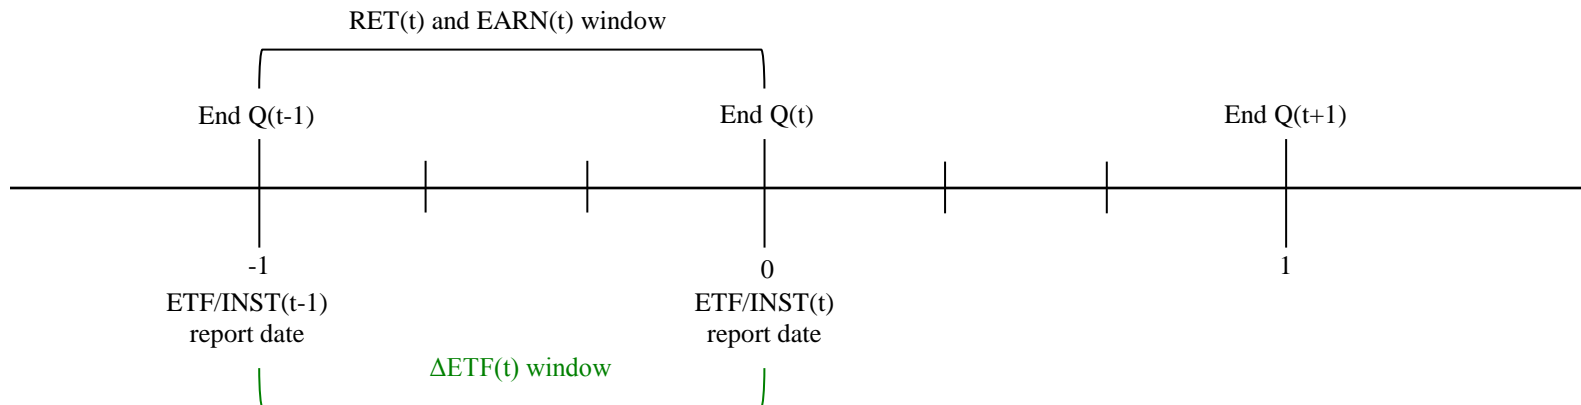 RET(t) and EARN(t) window
End Q(t-1)
End Q(t)
End Q(t+1)
-1
0
1
ETF/INST(t-1)
report date
ETF/INST(t)
report date
ΔETF(t) window